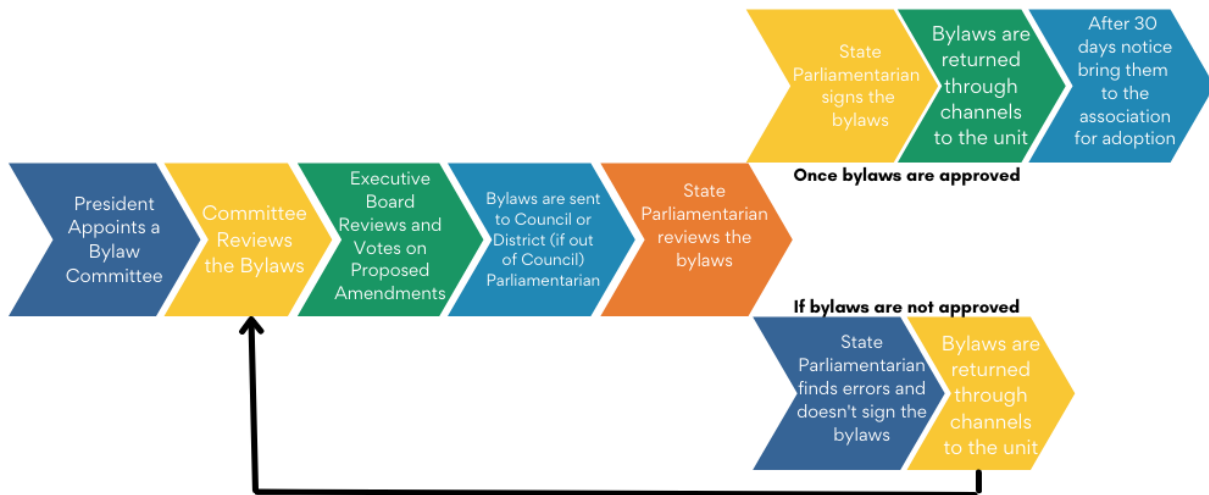 President
Appoints a
Bylaw
Committee
Committee
Reviews
the Bylaws
Executive
Board
Reviews and
Votes on
Proposed
Amendments
Bylaws are sent
to Council or
District (if out
of Council)
Parliamentarian
State
Parliamentarian
reviews the
bylaws
Once bylaws are approved
State
Parliamentarian
signs the
bylaws
Bylaws are
returned
through
channels
to the unit
After 30
days notice
bring them
to the
association
for adoption
If bylaws are not approved
State
Parliamentarian
finds errors and
doesn't sign the
bylaws
Bylaws are
returned
through
channels
to the unit